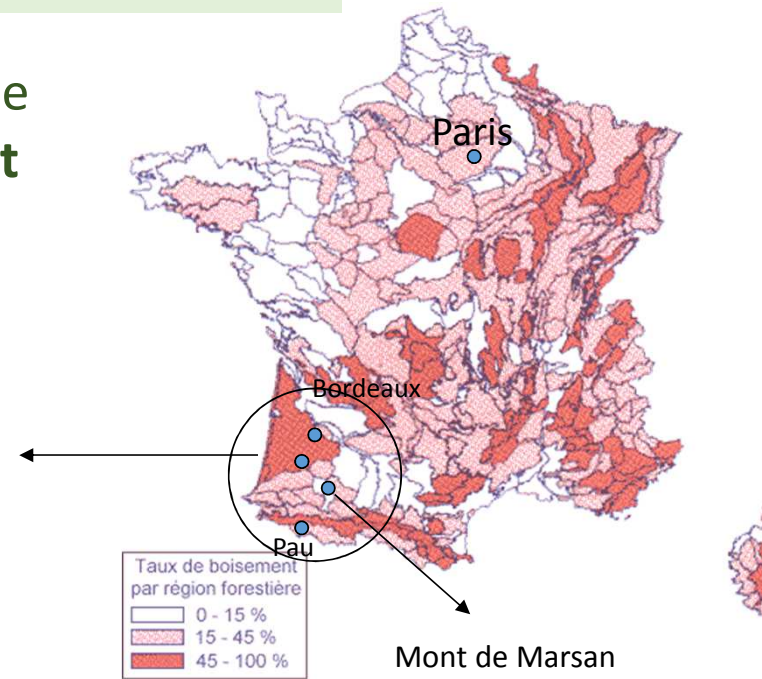 e
t
Paris
Bordeaux
Pau
Taux de boisement
par région forestière
0 - 15 %
15 - 45 %
45 - 100 %
Mont de Marsan